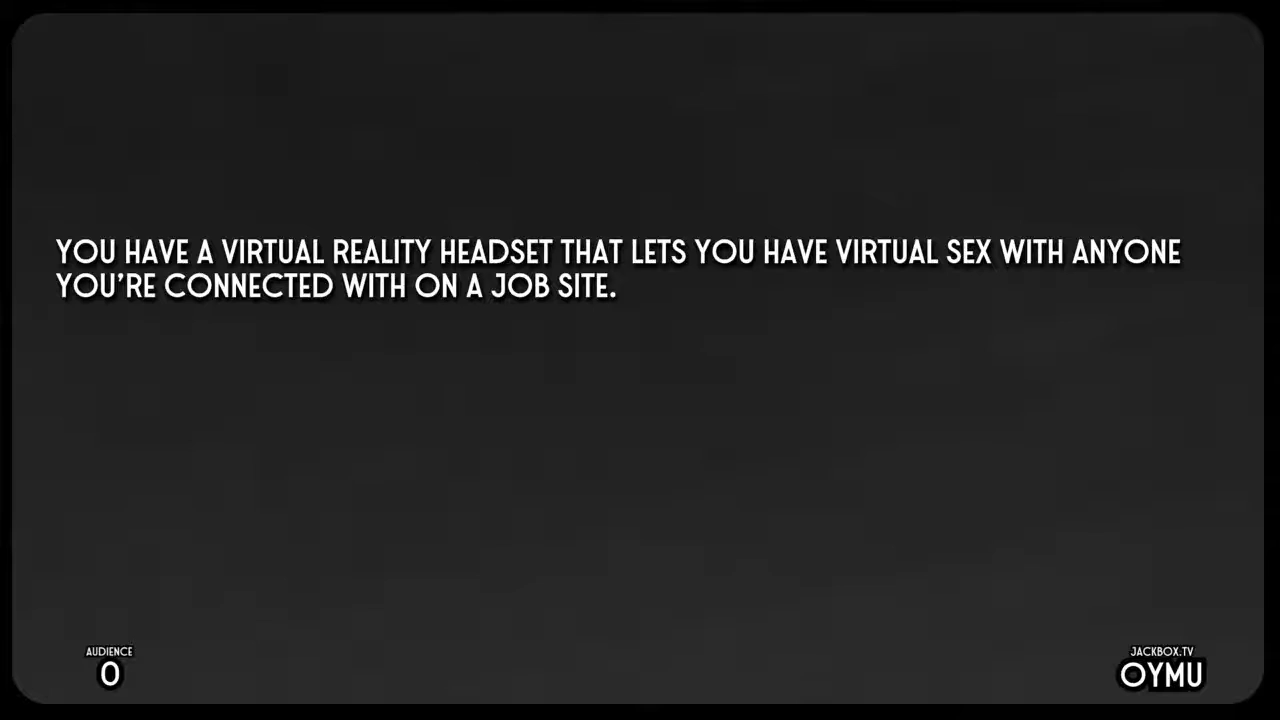 YOU HAVE A VIRTUAL REALITY HEADSET THAT LETS YOU HAVE VIRTUAL SEX WITH ANYONE
YOU'RE CONNECTED WITH ON A JOB SITE.
AUDIENCE
0
JACKBOX.TV
OYMU